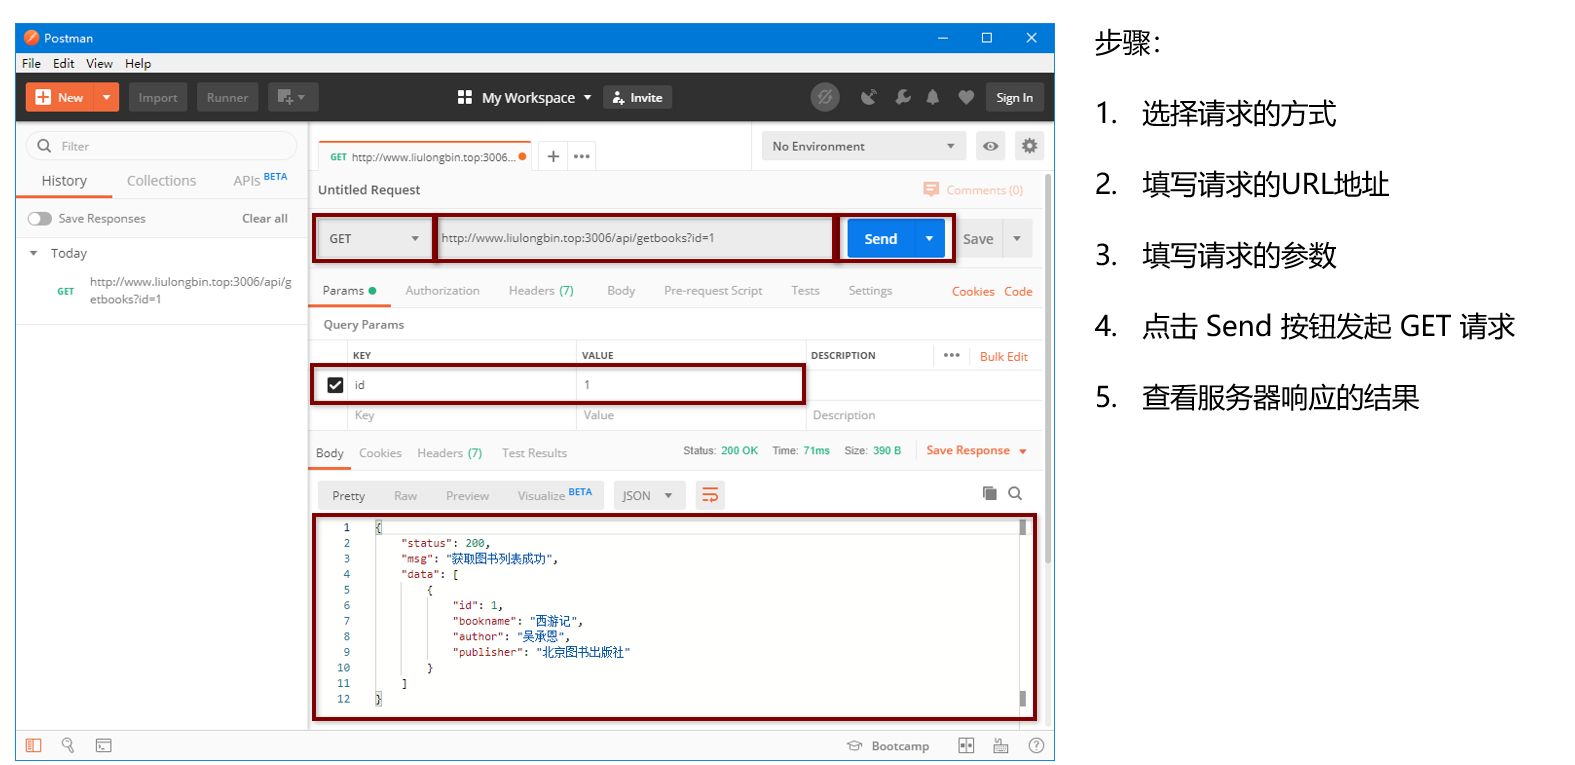 Postman
File Edit View Help
New
Import
Runner
My Workspace
Invite
Sign In
Filter
History
Collections
APIs BETA
Save Responses
Clear all
Today
GET http://www.liulongbin.top:3006/api/g
etbooks?id=1
GET http://www.liulongbin.top:3006...
No Environment
Untitled Request
Comments (0)
GET
http://www.liulongbin.top:3006/api/getbooks?id=1
Send
Save
Params
Authorization
Headers (7)
Body
Pre-request Script
Tests
Settings
Cookies
Code
Query Params
KEY
VALUE
DESCRIPTION
Bulk Edit
id
1
Key
Value
Description
Body
Cookies
Headers (7)
Test Results
Status: 200 OK
Time: 71ms
Size: 390 B
Save Response
Pretty
Raw
Preview
Visualize BETA
JSON
1 {
2 "status": 200,
3 "msg": "获取图书列表成功",
4 "data": [
5 {
6 "id": 1,
7 "bookname": "西游记",
8 "author": "吴承恩",
9 "publisher": "北京图书出版社"
10 }
11 ]
12 }
Bootcamp
步骤：
1. 选择请求的方式
2. 填写请求的URL地址
3. 填写请求的参数
4. 点击 Send 按钮发起 GET 请求
5. 查看服务器响应的结果